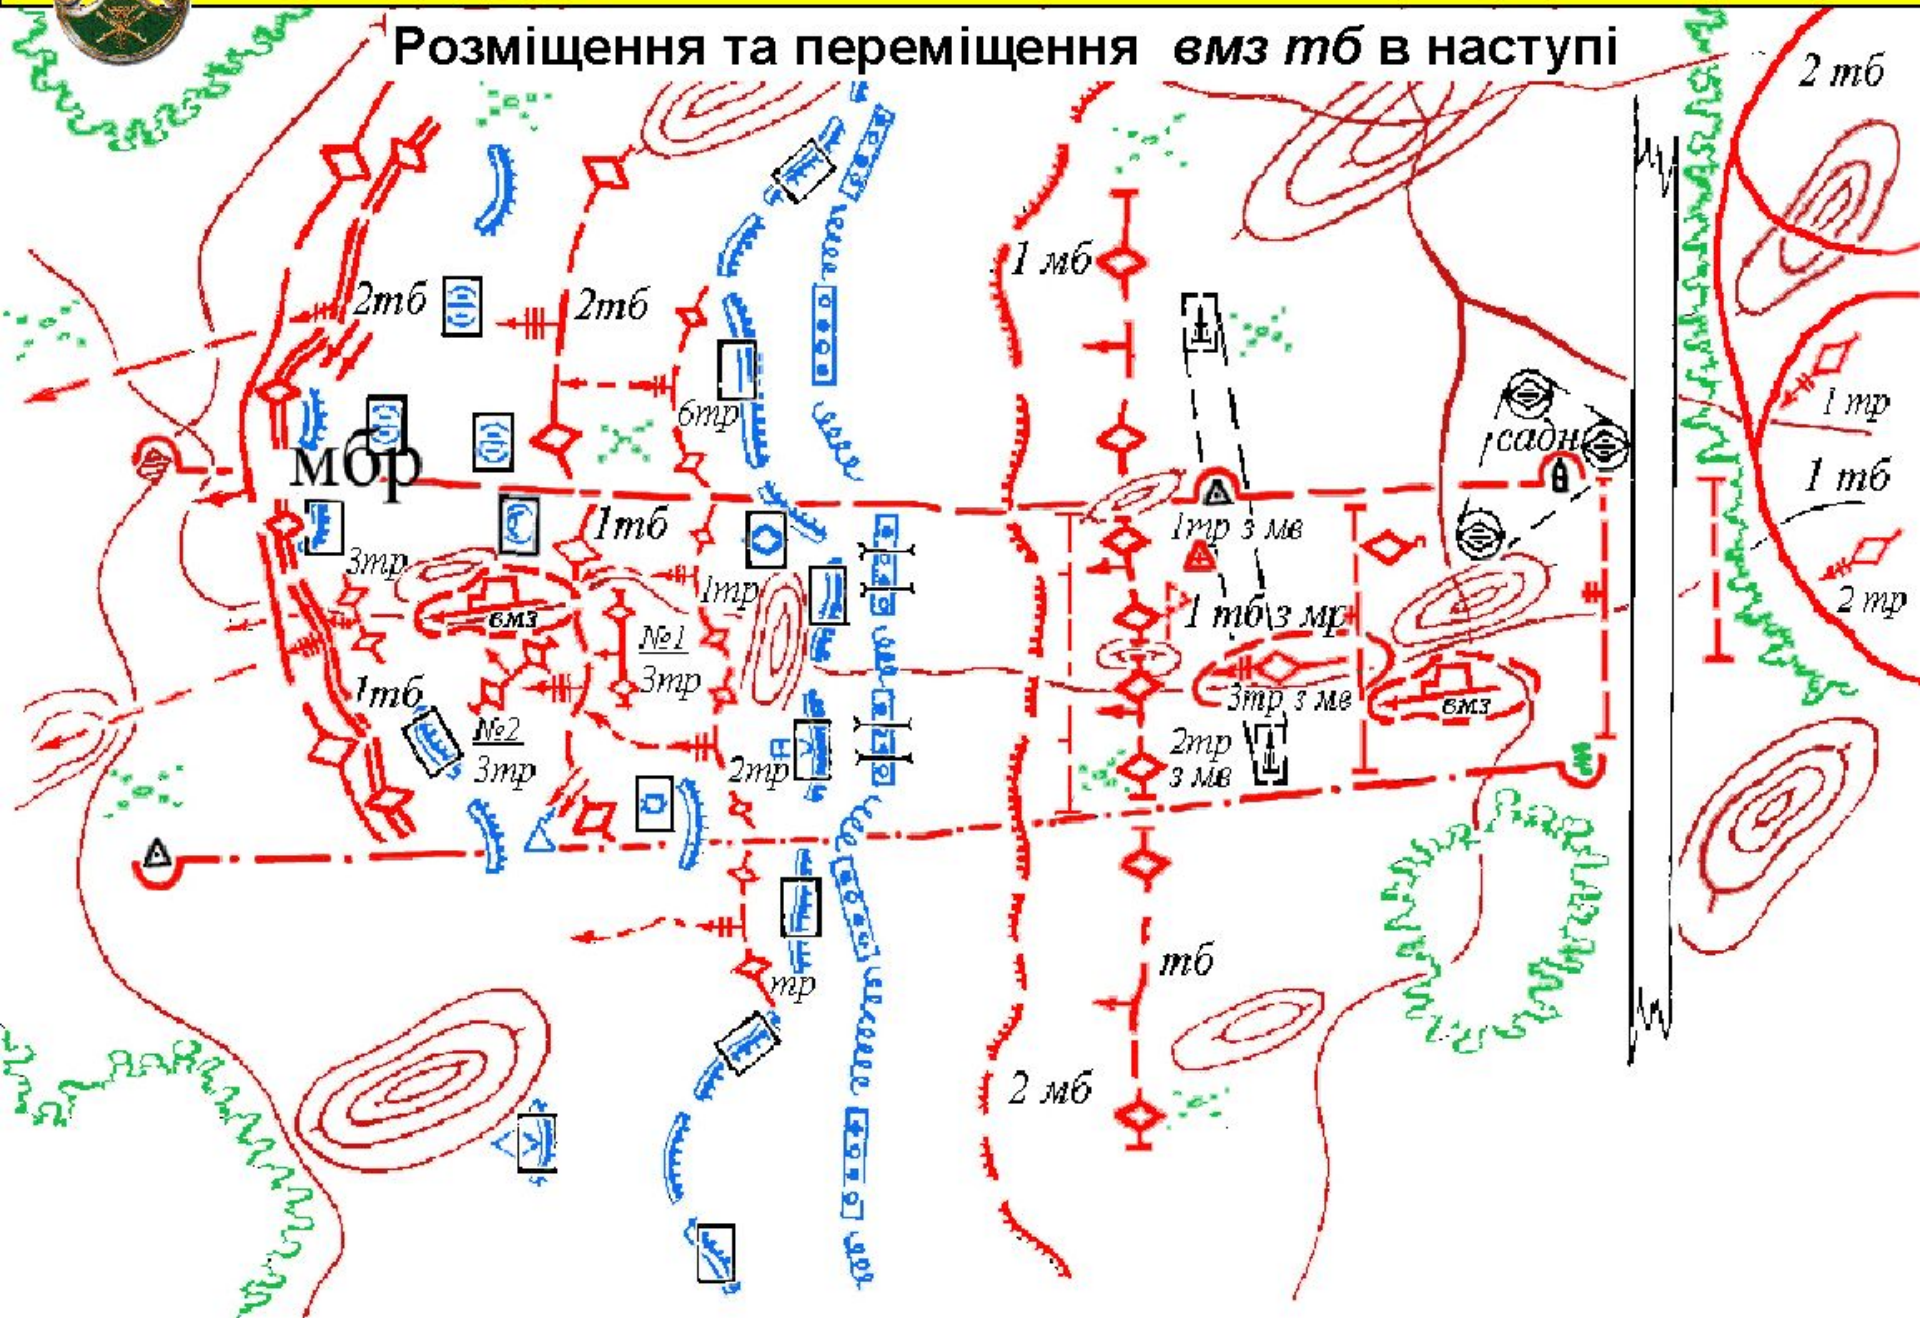 Розміщення та переміщення вмз тб в наступі
2 тб
1 мб
2тб
2тб
1 тр
6тр
садн
мбр
1 тб
1тб
1тр з мв
3тр
1тр
2 тр
1 тб з мр
вмз
№1
3тр
1тб
3тр з мв
вмз
№2
3тр
2тр
2тр
з мв
тб
тр
2 мб